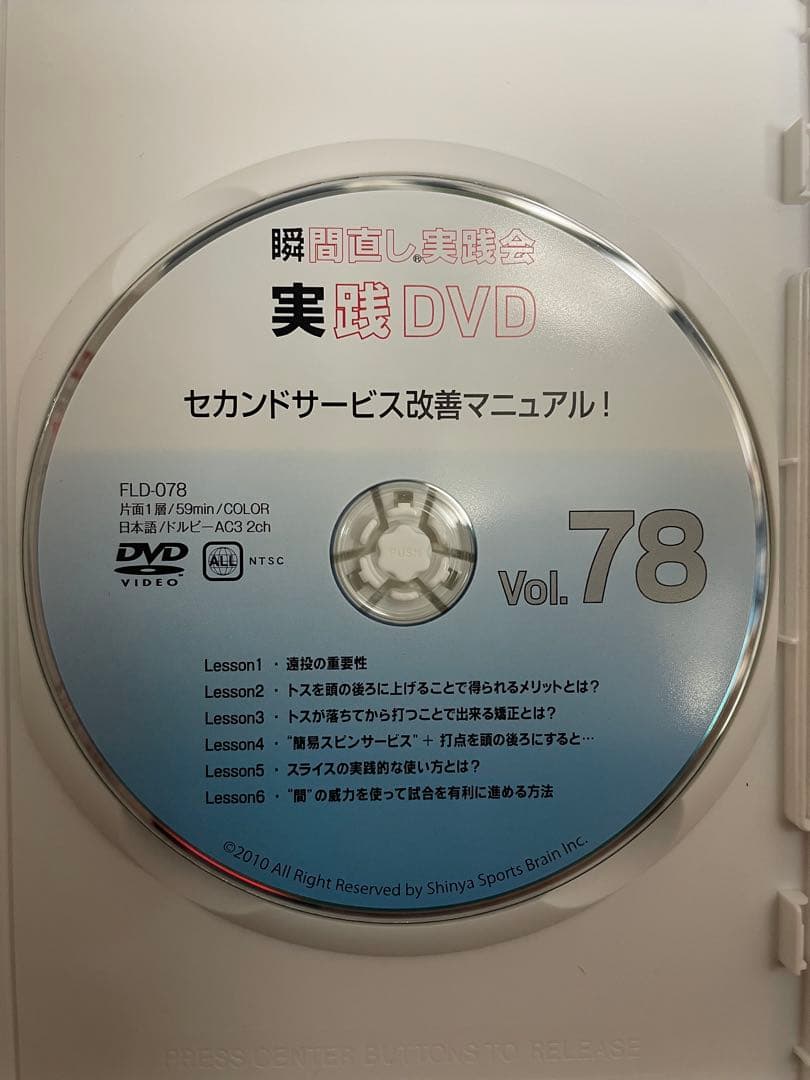 瞬間直し®実践会
実践DVD
セカンドサービス改善マニュアル!
FLD-078
片面1層/59min/COLOR
日本語/ドルビーAC3 2ch
DVD
VIDEO
ALL
NTSC
PUSH
Vol.78
Lesson1・遠投の重要性
Lesson2・トスを頭の後ろに上げることで得られるメリットとは?
Lesson3・トスが落ちてから打つことで出来る矯正とは?
Lesson4・“簡易スピンサービス”+ 打点を頭の後ろにすると…
Lesson5・スライスの実践的な使い方とは?
Lesson6・“間”の威力を使って試合を有利に進める方法
©2010 All Right Reserved by Shinya Sports Brain Inc.
PRESS CENTER BUTTONS TO RELEASE